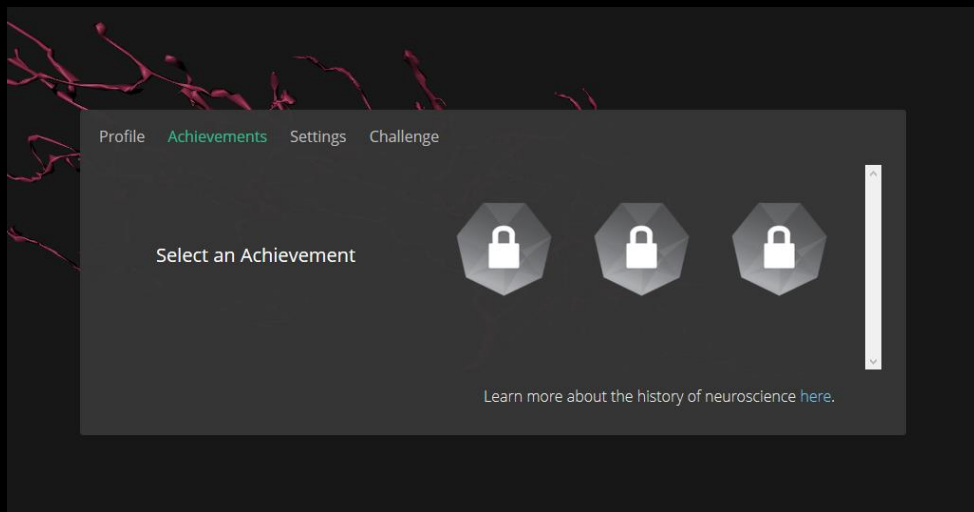 Profile Achievements Settings Challenge
Select an Achievement
Learn more about the history of neuroscience here.